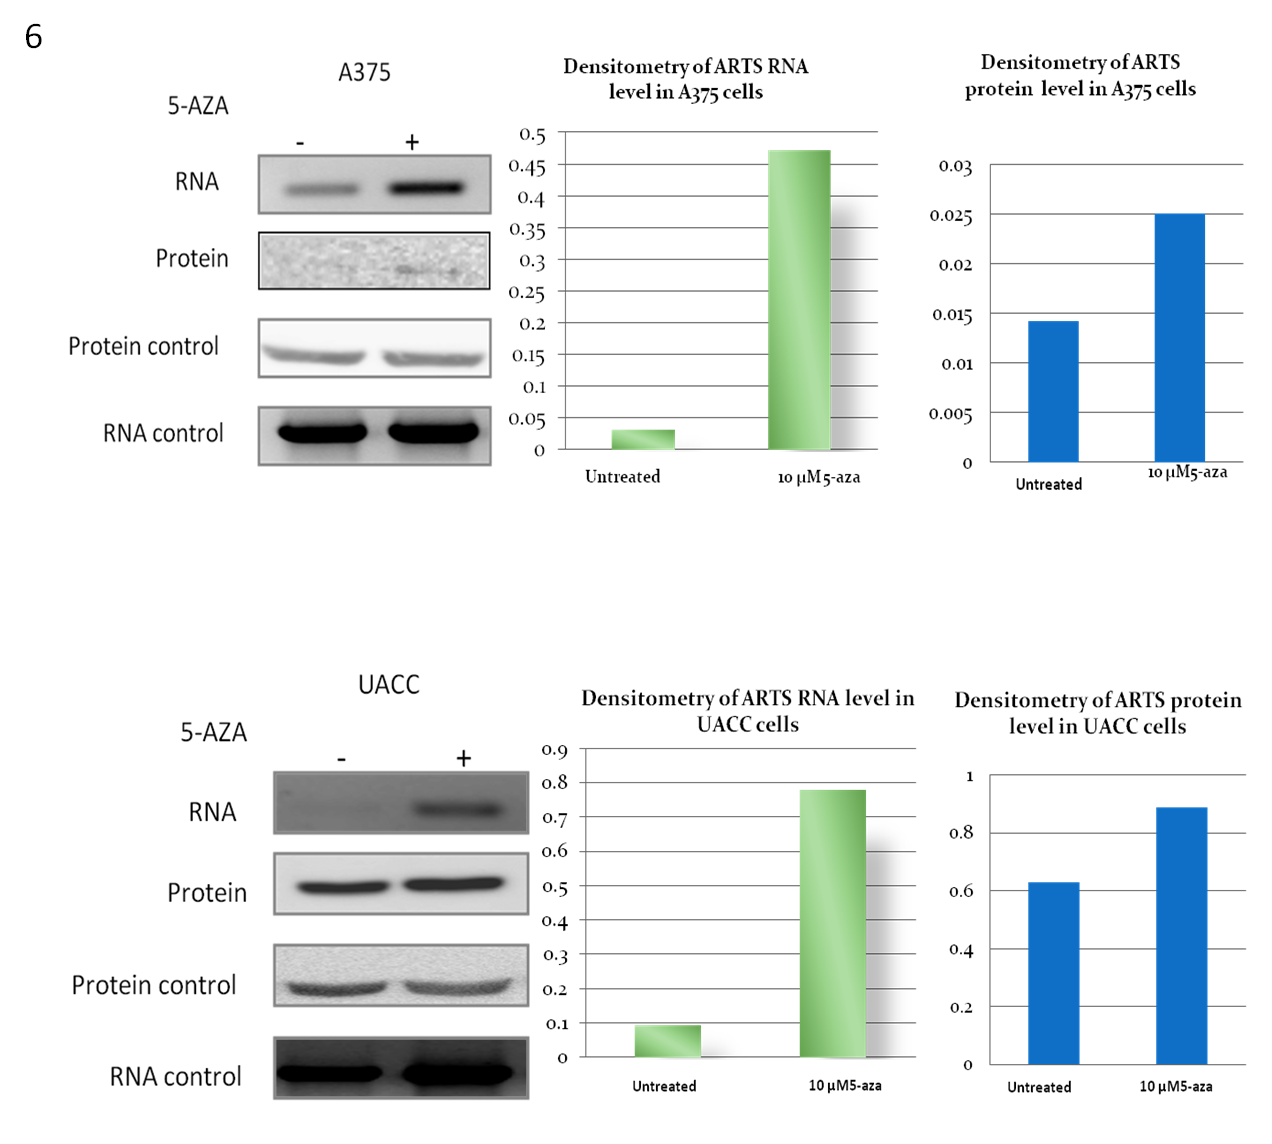 6
A375
5-AZA
- +
RNA
Protein
Protein control
RNA control
Densitometry of ARTS RNA
level in A375 cells
0.5
0.45
0.4
0.35
0.3
0.25
0.2
0.15
0.1
0.05
0
Untreated 10 µM5-aza
Densitometry of ARTS
protein level in A375 cells
0.03
0.025
0.02
0.015
0.01
0.005
0
Untreated 10 µM5-aza
UACC
5-AZA
- +
RNA
Protein
Protein control
RNA control
Densitometry of ARTS RNA level in
UACC cells
0.9
0.8
0.7
0.6
0.5
0.4
0.3
0.2
0.1
0
Untreated 10 µM5-aza
Densitometry of ARTS protein
level in UACC cells
1
0.8
0.6
0.4
0.2
0
Untreated 10 µM5-aza